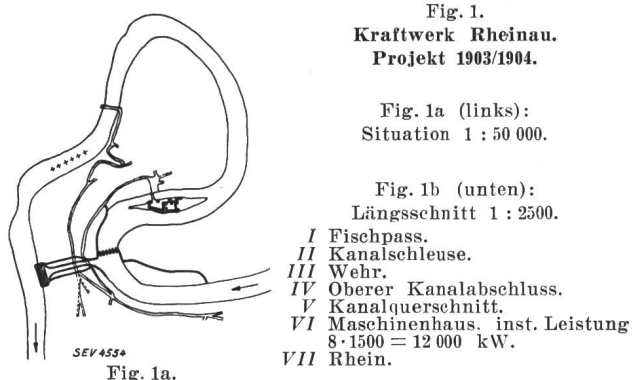 Fig. 1.
Kraftwerk Rheinau.
Projekt 1903/1904.
Fig. 1a (links):
Situation 1 : 50 000.
Fig. 1b (unten):
Längsschnitt 1 : 2500.
I Fischpass.
II Kanalschleuse.
III Wehr.
IV Oberer Kanalabschluss.
V Kanalquerschnitt.
VI Maschinenhaus. inst. Leistung
8·1500 = 12 000 kW.
VII Rhein.
SEV 4554
Fig. 1a.